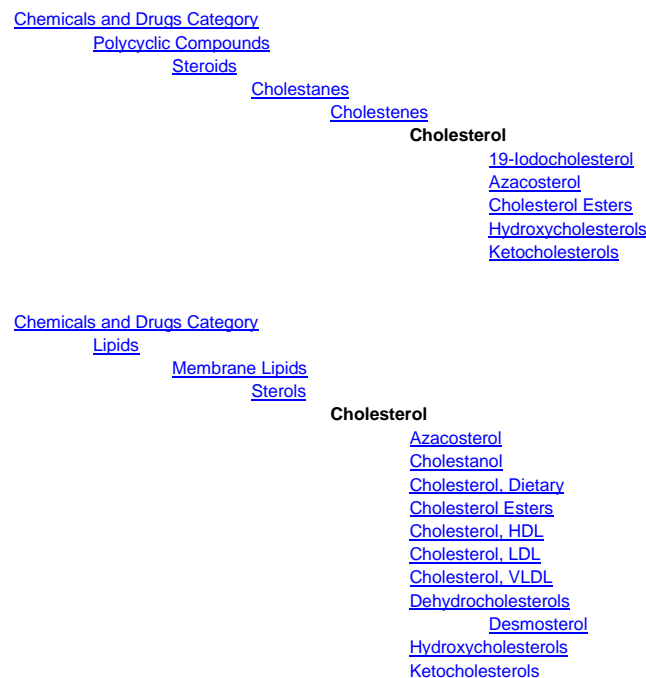 Chemicals and Drugs Category
Polycyclic Compounds
Steroids
Cholestanes
Cholestenes
Cholesterol
19-Iodocholesterol
Azacosterol
Cholesterol Esters
Hydroxycholesterols
Ketocholesterols
Chemicals and Drugs Category
Lipids
Membrane Lipids
Sterols
Cholesterol
Azacosterol
Cholestanol
Cholesterol, Dietary
Cholesterol Esters
Cholesterol, HDL
Cholesterol, LDL
Cholesterol, VLDL
Dehydrocholesterols
Desmosterol
Hydroxycholesterols
Ketocholesterols